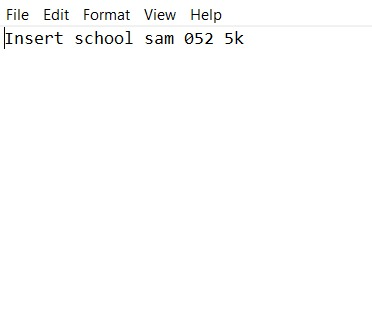 File Edit Format View Help
Insert school sam 052 5k